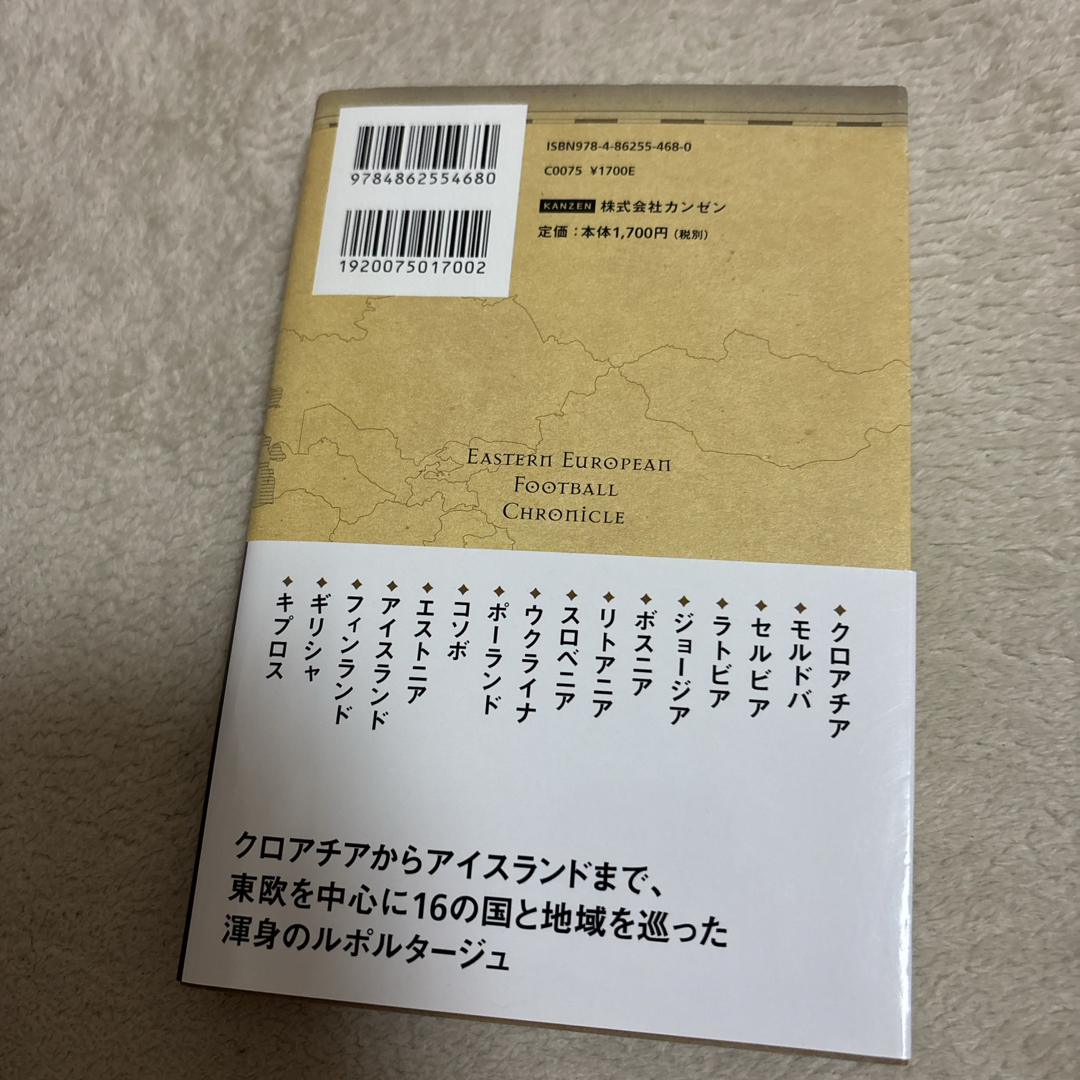 9784862554680
1920075017002
ISBN978-4-86255-468-0
C0075 ¥1700E
KANZEN 株式会社カンゼン
定価：本体1,700円（税別）
EASTERN EUROPEAN
FOOTBALL
CHRONICLE
クロアチア
モルドバ
セルビア
ラトビア
ジョージア
ボスニア
リトアニア
スロベニア
ウクライナ
ポーランド
コソボ
エストニア
アイスランド
フィンランド
ギリシャ
キプロス
クロアチアからアイスランドまで、
東欧を中心に16の国と地域を巡った
渾身のルポルタージュ